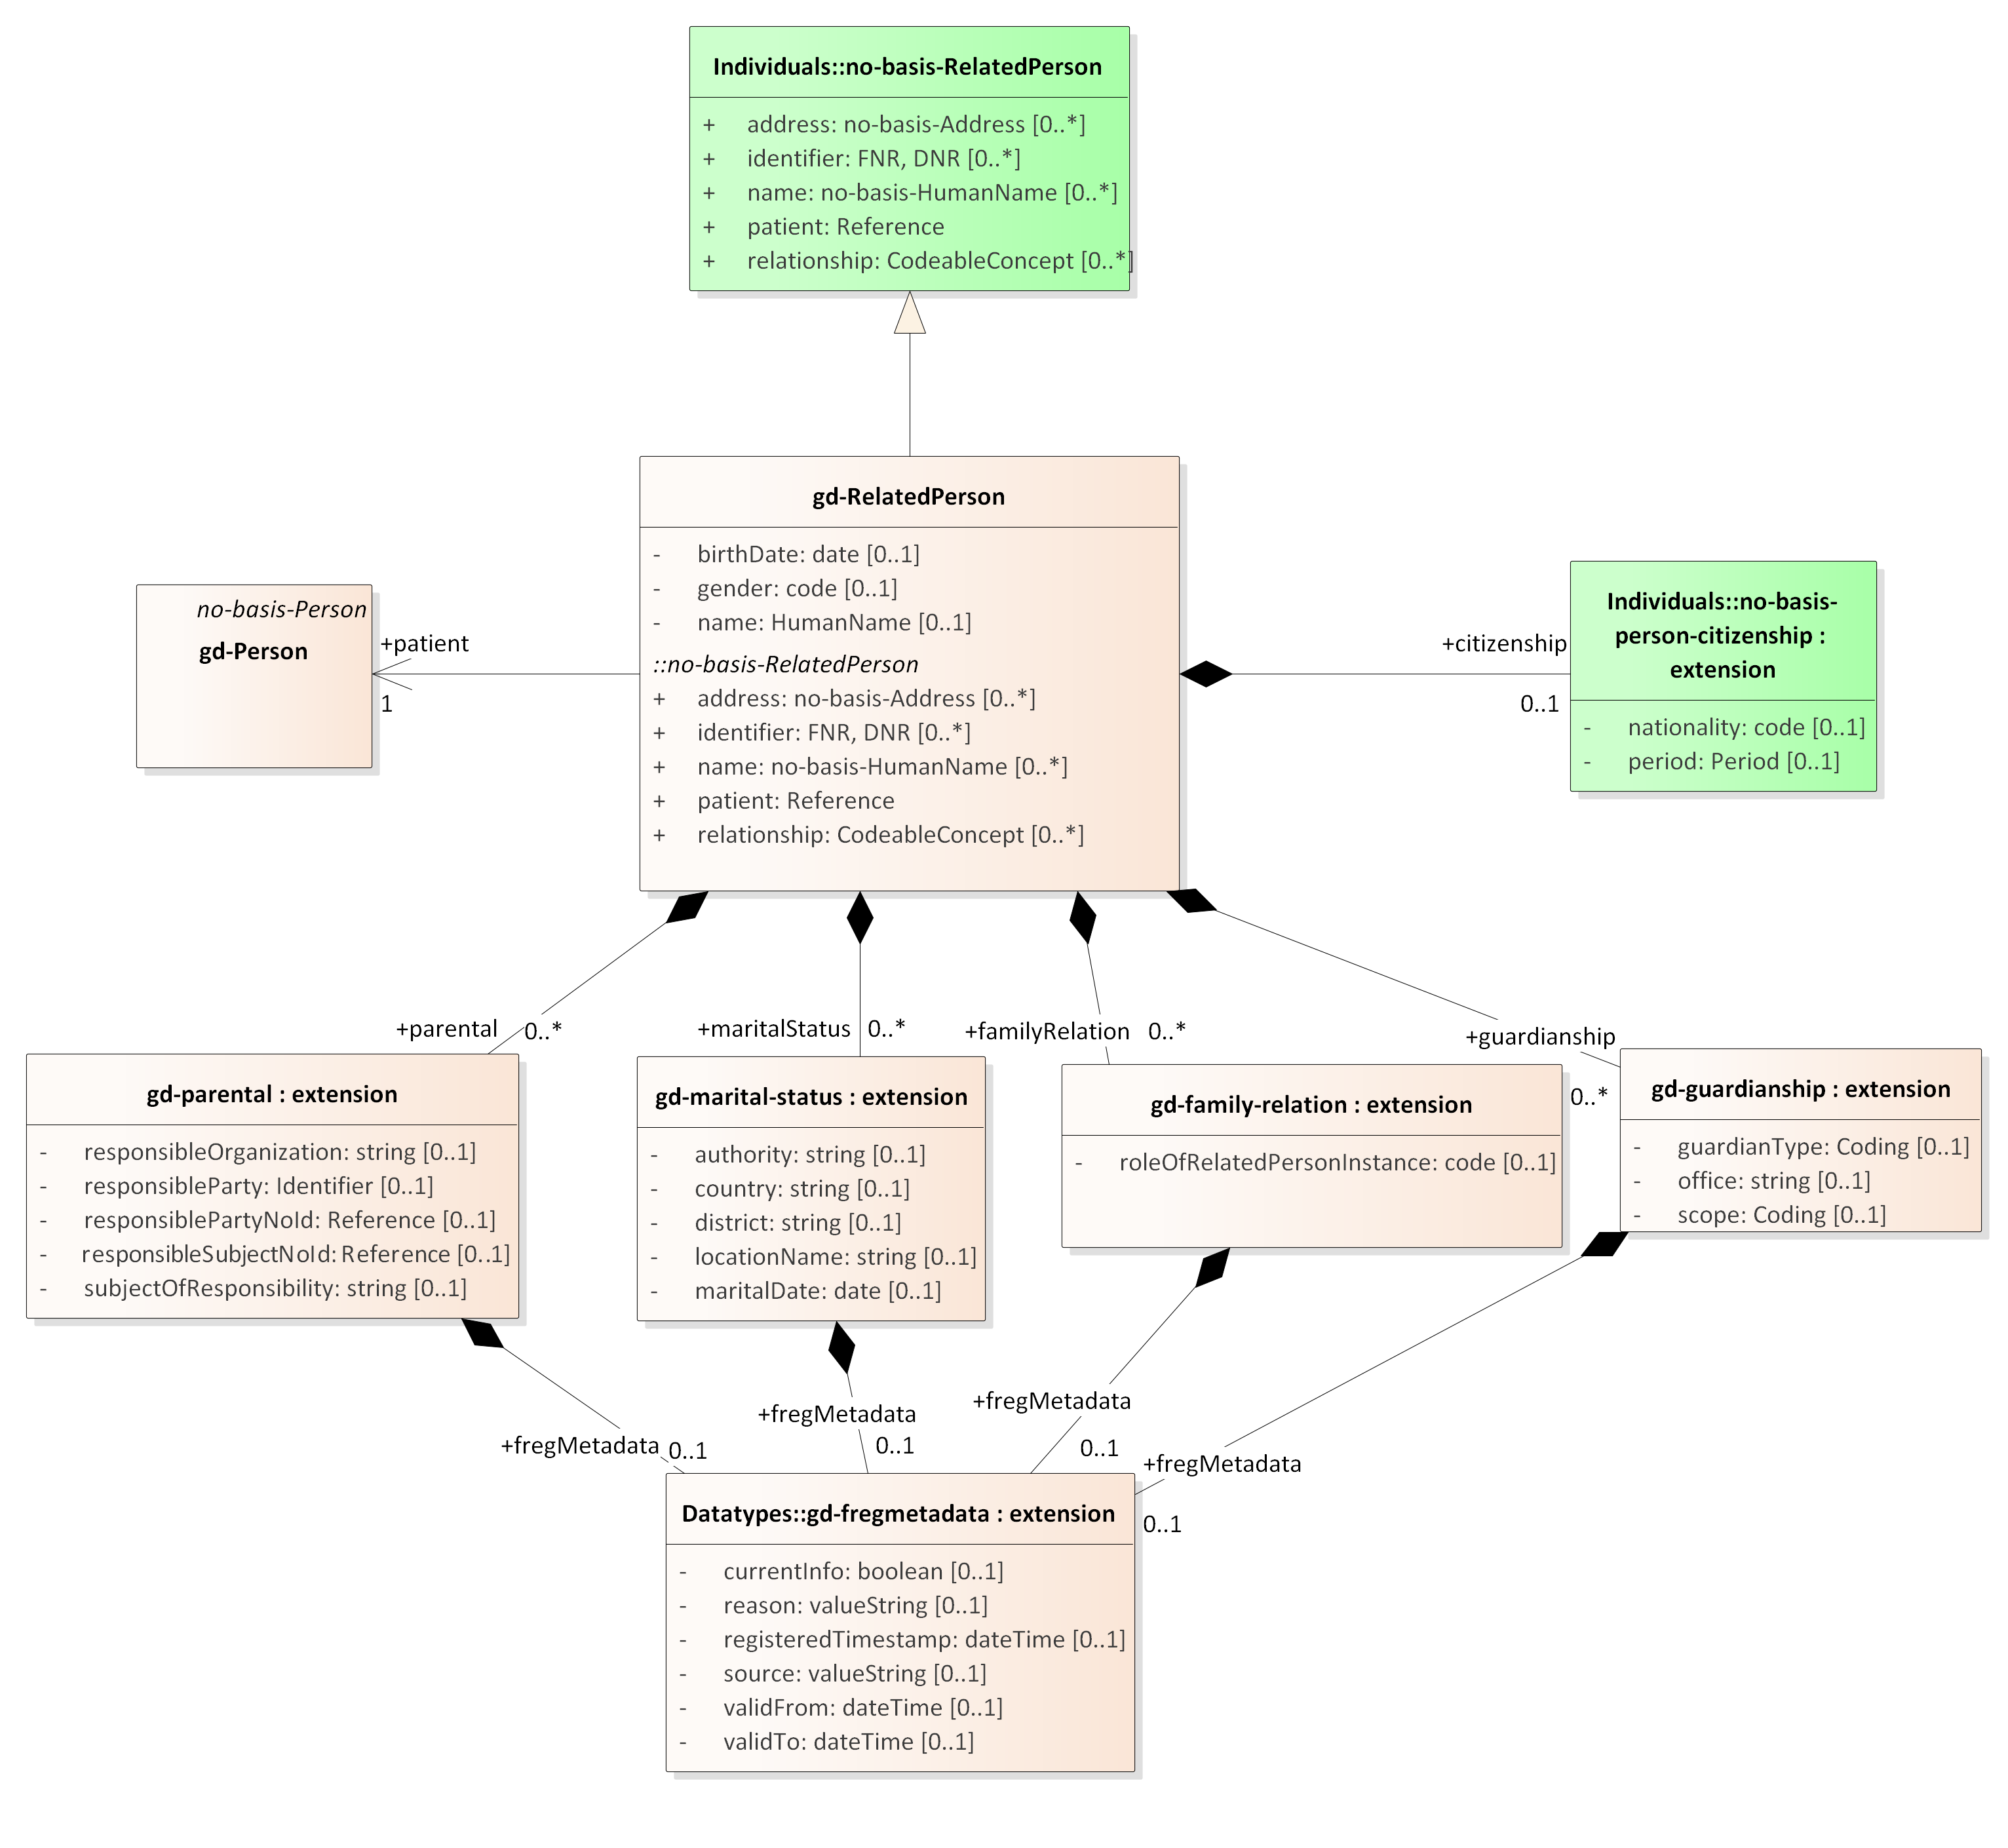 Individuals::no-basis-RelatedPerson
+ address: no-basis-Address [0..*]
+ identifier: FNR, DNR [0..*]
+ name: no-basis-HumanName [0..*]
+ patient: Reference
+ relationship: CodeableConcept [0..*]
gd-RelatedPerson
- birthDate: date [0..1]
- gender: code [0..1]
- name: HumanName [0..1]
::no-basis-RelatedPerson
+ address: no-basis-Address [0..*]
+ identifier: FNR, DNR [0..*]
+ name: no-basis-HumanName [0..*]
+ patient: Reference
+ relationship: CodeableConcept [0..*]
no-basis-Person
gd-Person
+patient
1
+citizenship
0..1
Individuals::no-basis-
person-citizenship :
extension
- nationality: code [0..1]
- period: Period [0..1]
+parental
0..*
+maritalStatus
0..*
+familyRelation
0..*
+guardianship
0..*
gd-parental : extension
- responsibleOrganization: string [0..1]
- responsibleParty: Identifier [0..1]
- responsiblePartyNoId: Reference [0..1]
- responsibleSubjectNoId: Reference [0..1]
- subjectOfResponsibility: string [0..1]
gd-marital-status : extension
- authority: string [0..1]
- country: string [0..1]
- district: string [0..1]
- locationName: string [0..1]
- maritalDate: date [0..1]
gd-family-relation : extension
- roleOfRelatedPersonInstance: code [0..1]
gd-guardianship : extension
- guardianType: Coding [0..1]
- office: string [0..1]
- scope: Coding [0..1]
+fregMetadata
0..1
+fregMetadata
0..1
+fregMetadata
0..1
+fregMetadata
0..1
Datatypes::gd-fregmetadata : extension
- currentInfo: boolean [0..1]
- reason: valueString [0..1]
- registeredTimestamp: dateTime [0..1]
- source: valueString [0..1]
- validFrom: dateTime [0..1]
- validTo: dateTime [0..1]